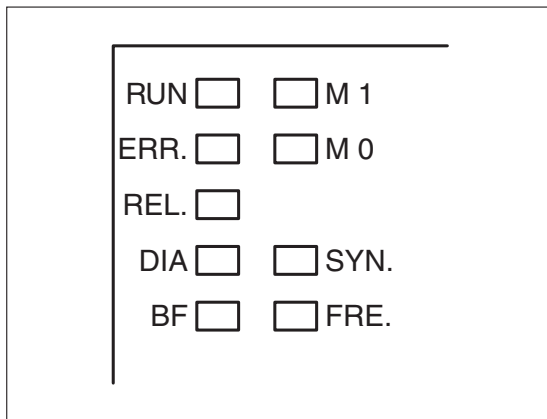 RUN M 1
ERR. M 0
REL.
DIA SYN.
BF FRE.